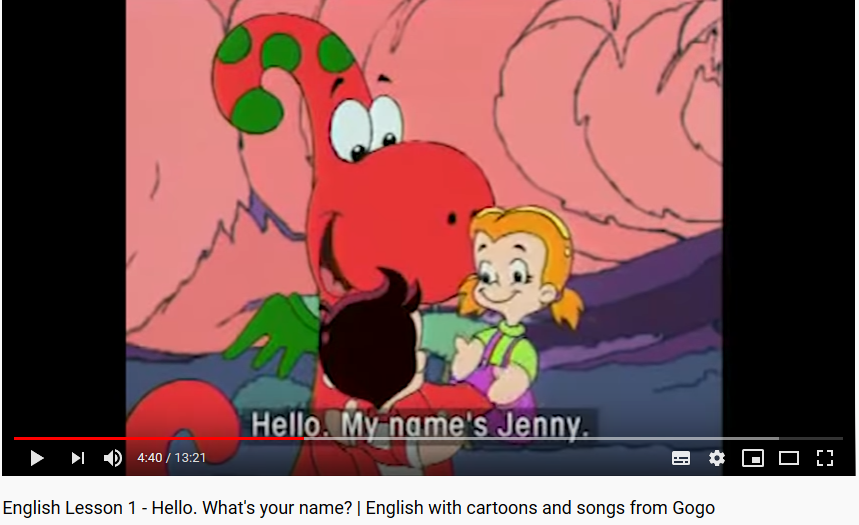 Hello. My name's Jenny.
4:40 / 13:21
English Lesson 1 - Hello. What's your name? | English with cartoons and songs from Gogo